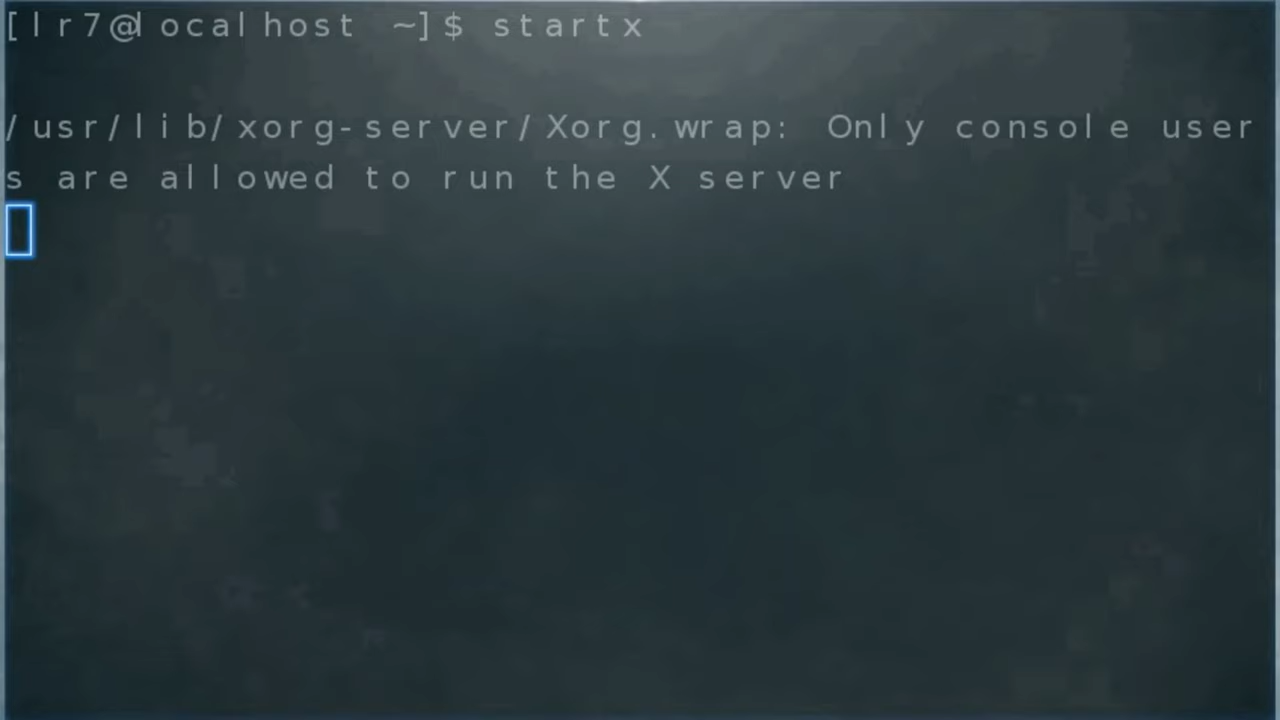 [lr7@localhost ~]$ startx
/usr/lib/xorg-server/Xorg.wrap: Only console user
s are allowed to run the X server